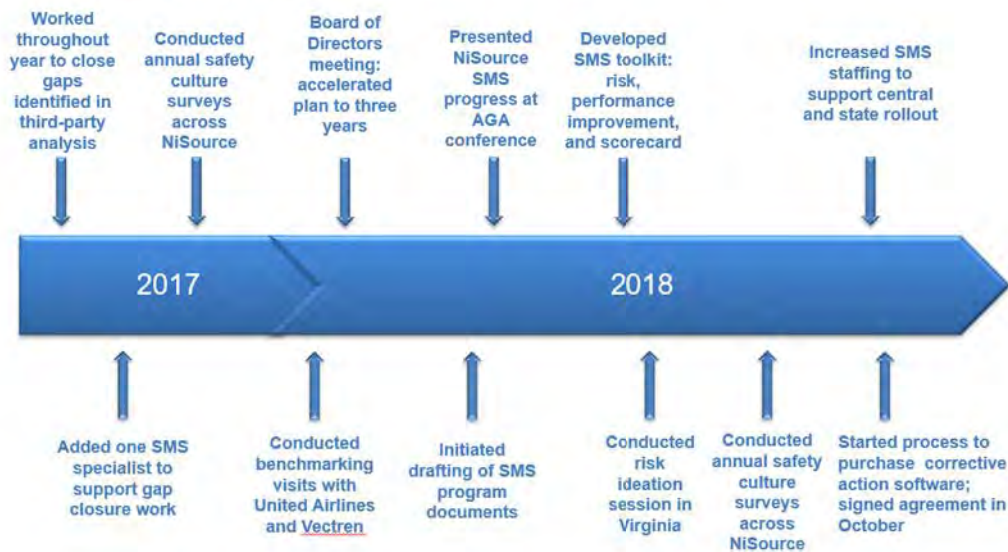 Worked
throughout
year to close
gaps
identified in
third-party
analysis
Conducted
annual safety
culture
surveys
across
NiSource
Board of
Directors
meeting:
accelerated
plan to three
years
Presented
NiSource
SMS
progress at
AGA
conference
Developed
SMS toolkit:
risk,
performance
improvement,
and scorecard
Increased SMS
staffing to
support central
and state rollout
2017
2018
Added one SMS
specialist to
support gap
closure work
Conducted
benchmarking
visits with
United Airlines
and Vectren
Initiated
drafting of SMS
program
documents
Conducted
risk
ideation
session in
Virginia
Conducted
annual safety
culture
surveys
across
NiSource
Started process to
purchase corrective
action software;
signed agreement in
October